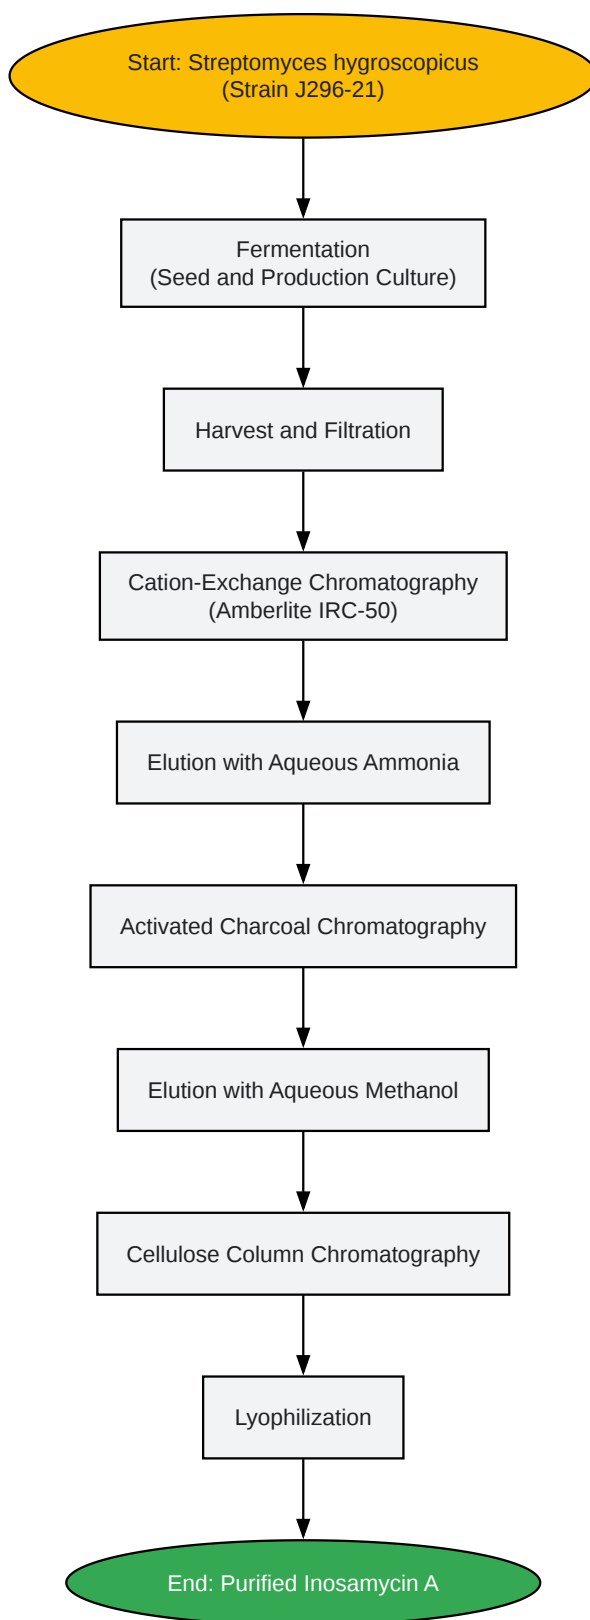 Start: Streptomyces hygroscopicus
(Strain J296-21)
Fermentation
(Seed and Production Culture)
Harvest and Filtration
Cation-Exchange Chromatography
(Amberlite IRC-50)
Elution with Aqueous Ammonia
Activated Charcoal Chromatography
Elution with Aqueous Methanol
Cellulose Column Chromatography
Lyophilization
End: Purified Inosamycin A